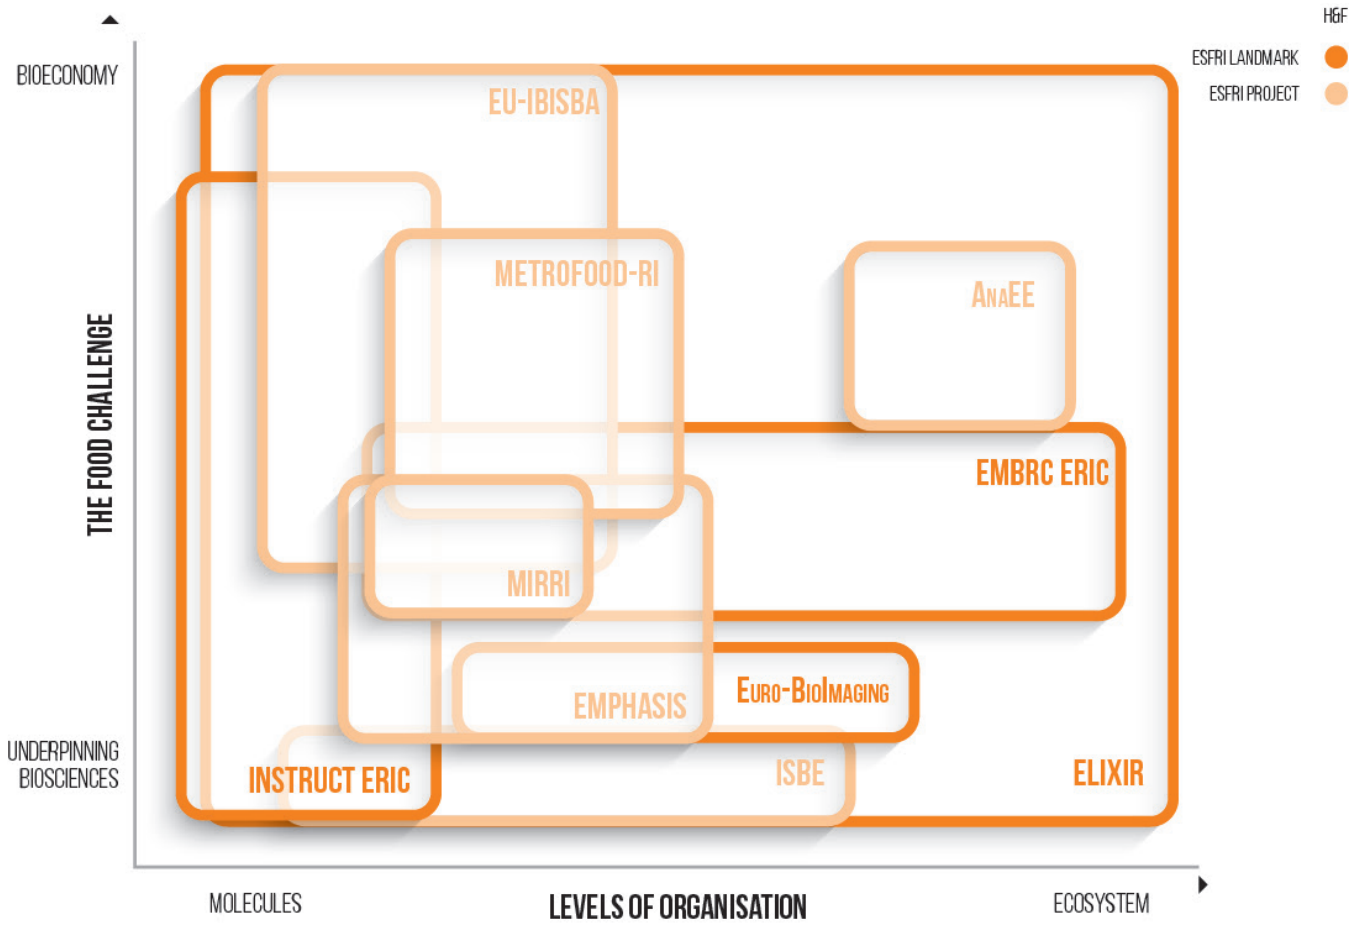 H&F
ESFRI LANDMARK
ESFRI PROJECT
BIOECONOMY
THE FOOD CHALLENGE
UNDERPINNING
BIOSCIENCES
EU-IBISBA
METROFOOD-RI
AnaEE
EMBRC ERIC
MIRRI
Euro-BioImaging
EMPHASIS
INSTRUCT ERIC
ISBE
ELIXIR
MOLECULES
LEVELS OF ORGANISATION
ECOSYSTEM